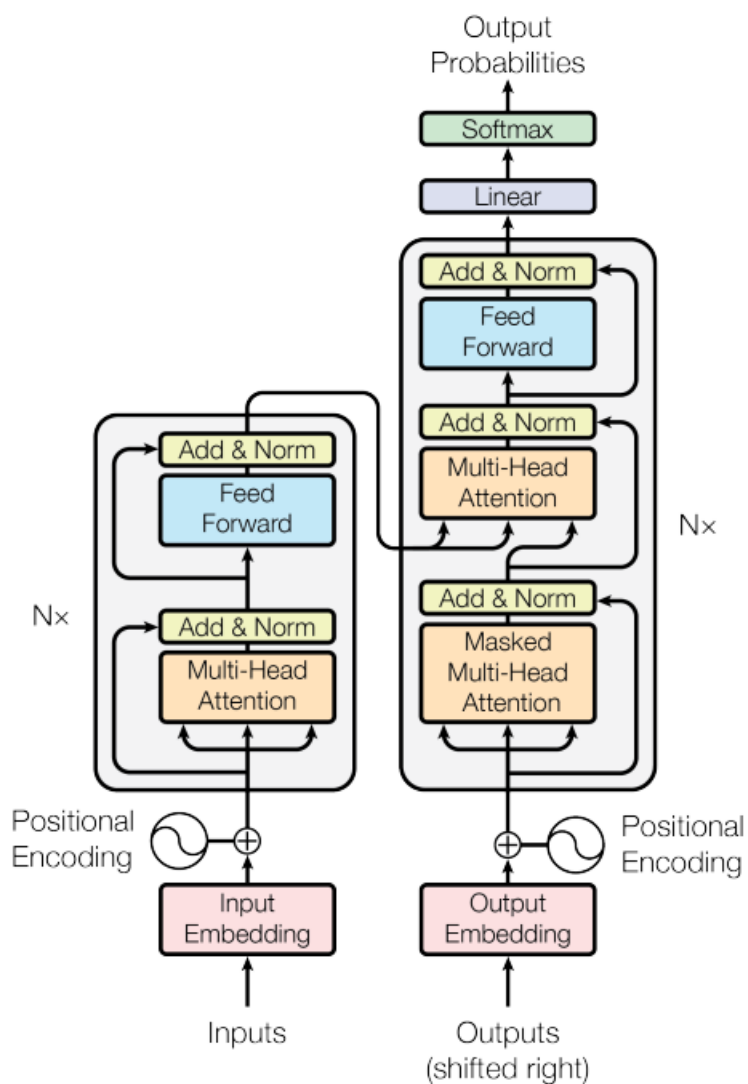 Output
Probabilities
Softmax
Linear
Add & Norm
Feed
Forward
Add & Norm
Multi-Head
Attention
Nx
Add & Norm
Masked
Multi-Head
Attention
Add & Norm
Feed
Forward
Nx
Add & Norm
Multi-Head
Attention
Positional
Encoding
Positional
Encoding
Input
Embedding
Output
Embedding
Inputs
Outputs
(shifted right)